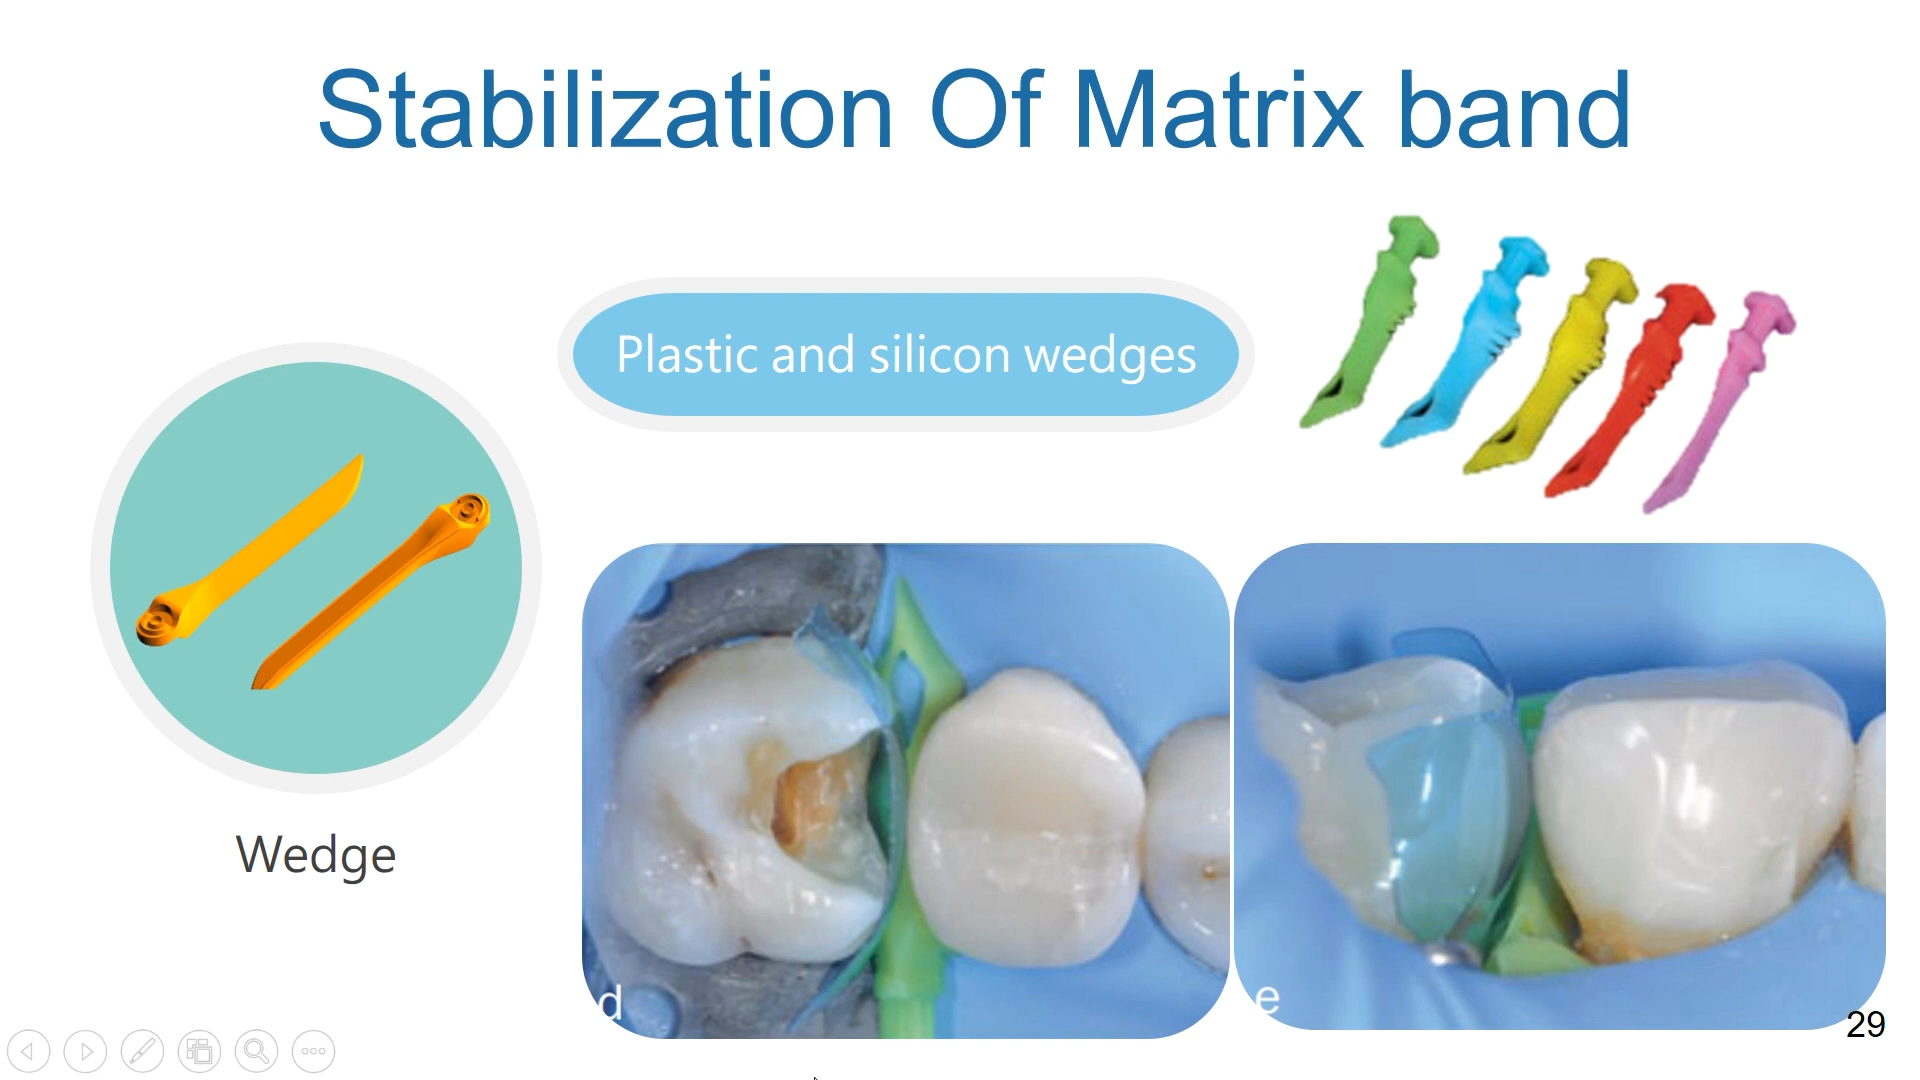 Stabilization Of Matrix band
Plastic and silicon wedges
Wedge
d
e
29